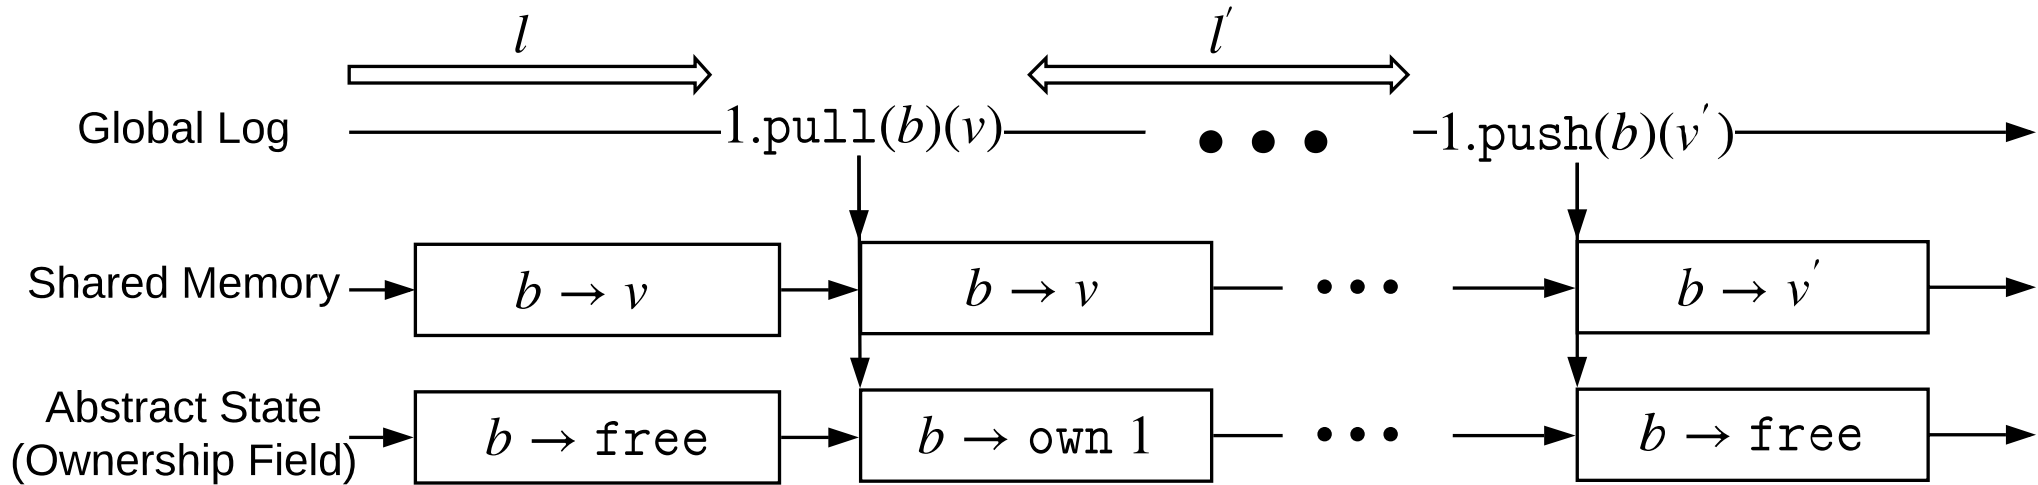 l l′
Global Log 1.pull(b)(v) • • • 1.push(b)(v′)
Shared Memory b → v b → v • • • b → v′
Abstract State
(Ownership Field) b → free b → own 1 • • • b → free